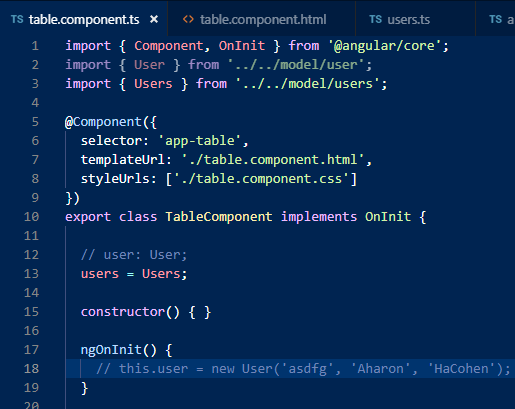 TS table.component.ts × <> table.component.html TS users.ts TS a
1 import { Component, OnInit } from '@angular/core';
2 import { User } from '../../model/user';
3 import { Users } from '../../model/users';
4
5 @Component({
6 selector: 'app-table',
7 templateUrl: './table.component.html',
8 styleUrls: ['./table.component.css']
9 })
10 export class TableComponent implements OnInit {
11
12 // user: User;
13 users = Users;
14
15 constructor() { }
16
17 ngOnInit() {
18 // this.user = new User('asdfg', 'Aharon', 'HaCohen');
19 }
20